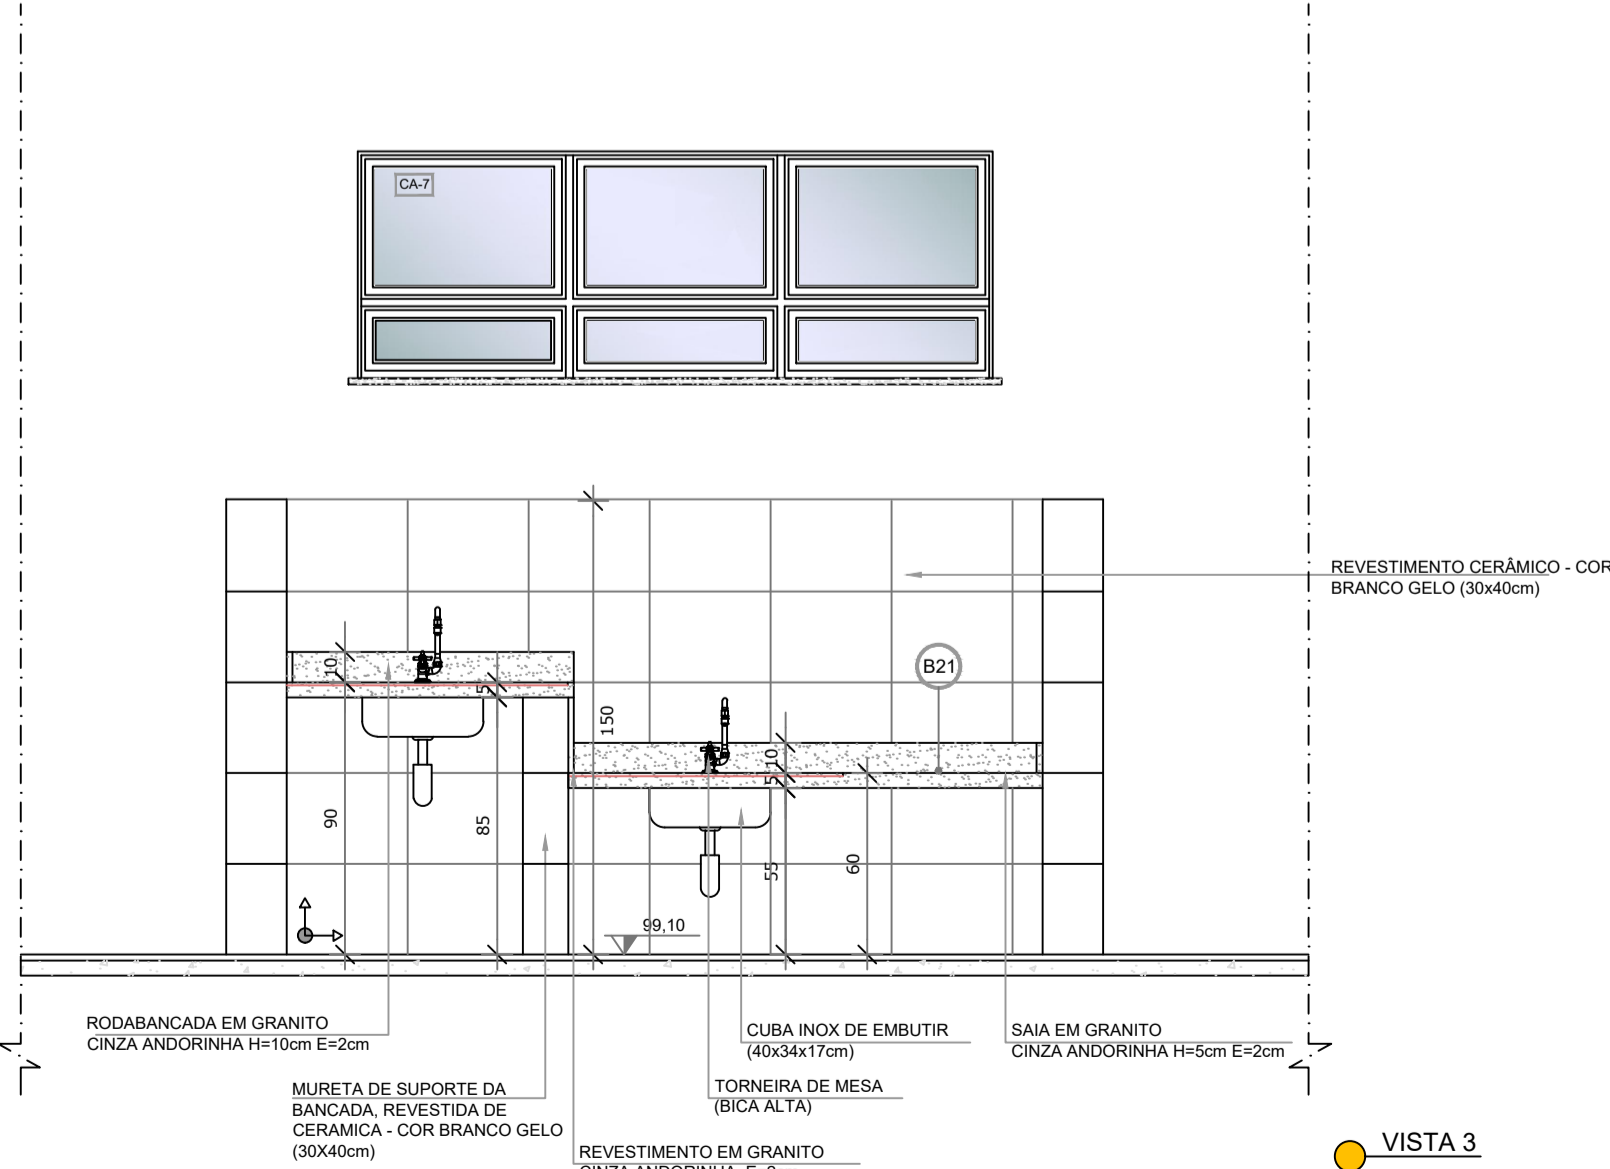 CA-7
REVESTIMENTO CERÂMICO - COR
BRANCO GELO (30x40cm)
10
5
B21
150
10
5
90
85
55
60
99,10
RODABANCADA EM GRANITO
CINZA ANDORINHA H=10cm E=2cm
CUBA INOX DE EMBUTIR
(40x34x17cm)
SAIA EM GRANITO
CINZA ANDORINHA H=5cm E=2cm
MURETA DE SUPORTE DA
BANCADA, REVESTIDA DE
CERAMICA - COR BRANCO GELO
(30X40cm)
TORNEIRA DE MESA
(BICA ALTA)
REVESTIMENTO EM GRANITO
CINZA ANDORINHA
VISTA 3